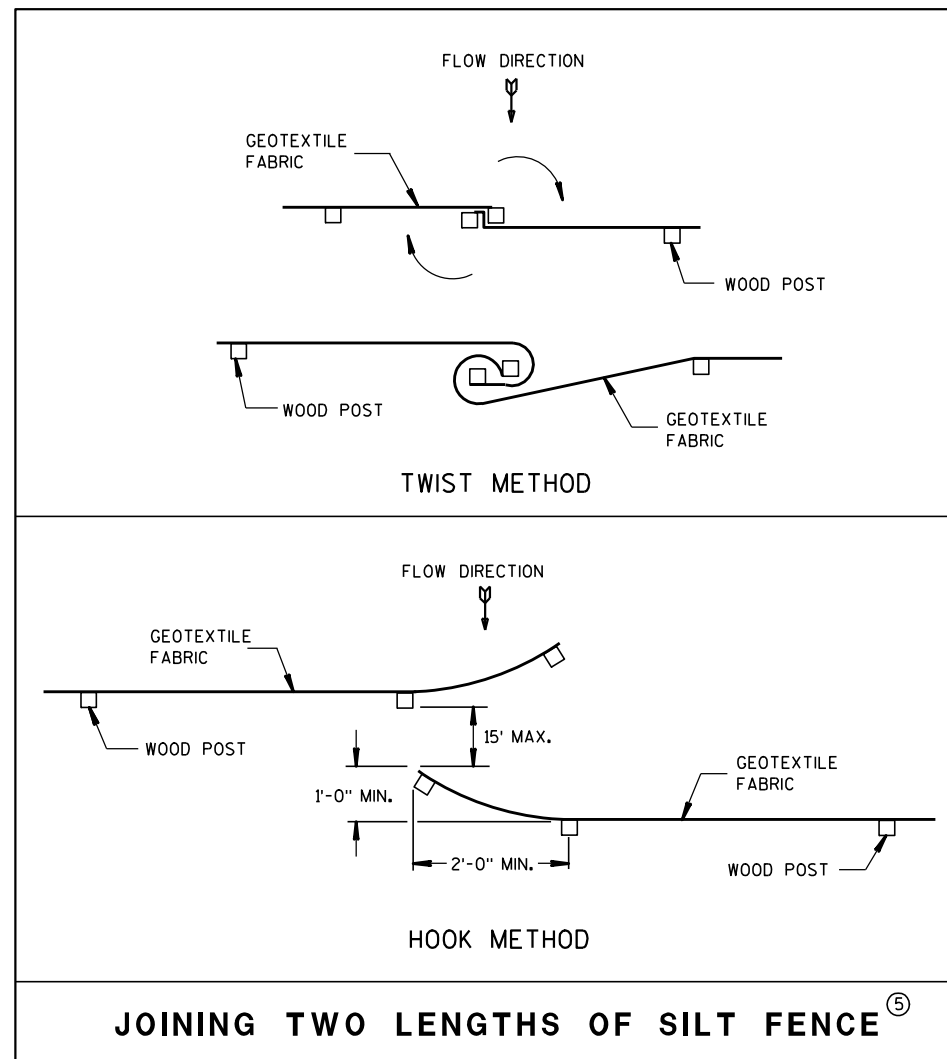 FLOW DIRECTION
GEOTEXTILE
FABRIC
WOOD POST
WOOD POST
GEOTEXTILE
FABRIC
TWIST METHOD
FLOW DIRECTION
GEOTEXTILE
FABRIC
WOOD POST
15' MAX.
1'-0" MIN.
GEOTEXTILE
FABRIC
2'-0" MIN.
WOOD POST
HOOK METHOD
JOINING TWO LENGTHS OF SILT FENCE ⑤